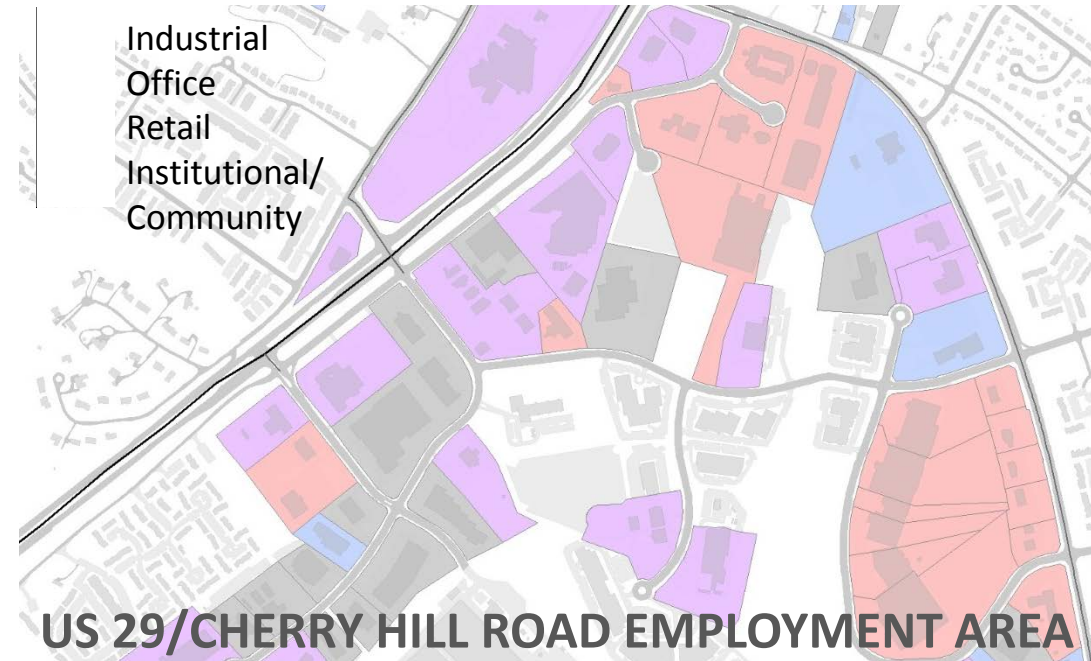 Industrial
Office
Retail
Institutional/
Community
US 29/CHERRY HILL ROAD EMPLOYMENT AREA